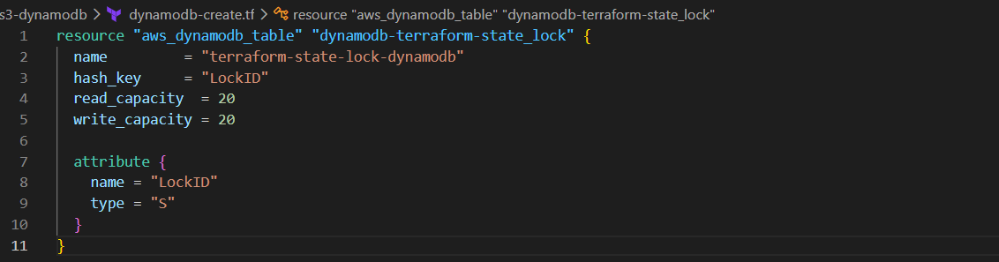 s3-dynamodb > dynamodb-create.tf > resource "aws_dynamodb_table" "dynamodb-terraform-state_lock"
1 resource "aws_dynamodb_table" "dynamodb-terraform-state_lock" {
2 name = "terraform-state-lock-dynamodb"
3 hash_key = "LockID"
4 read_capacity = 20
5 write_capacity = 20
6
7 attribute {
8 name = "LockID"
9 type = "S"
10 }
11 }